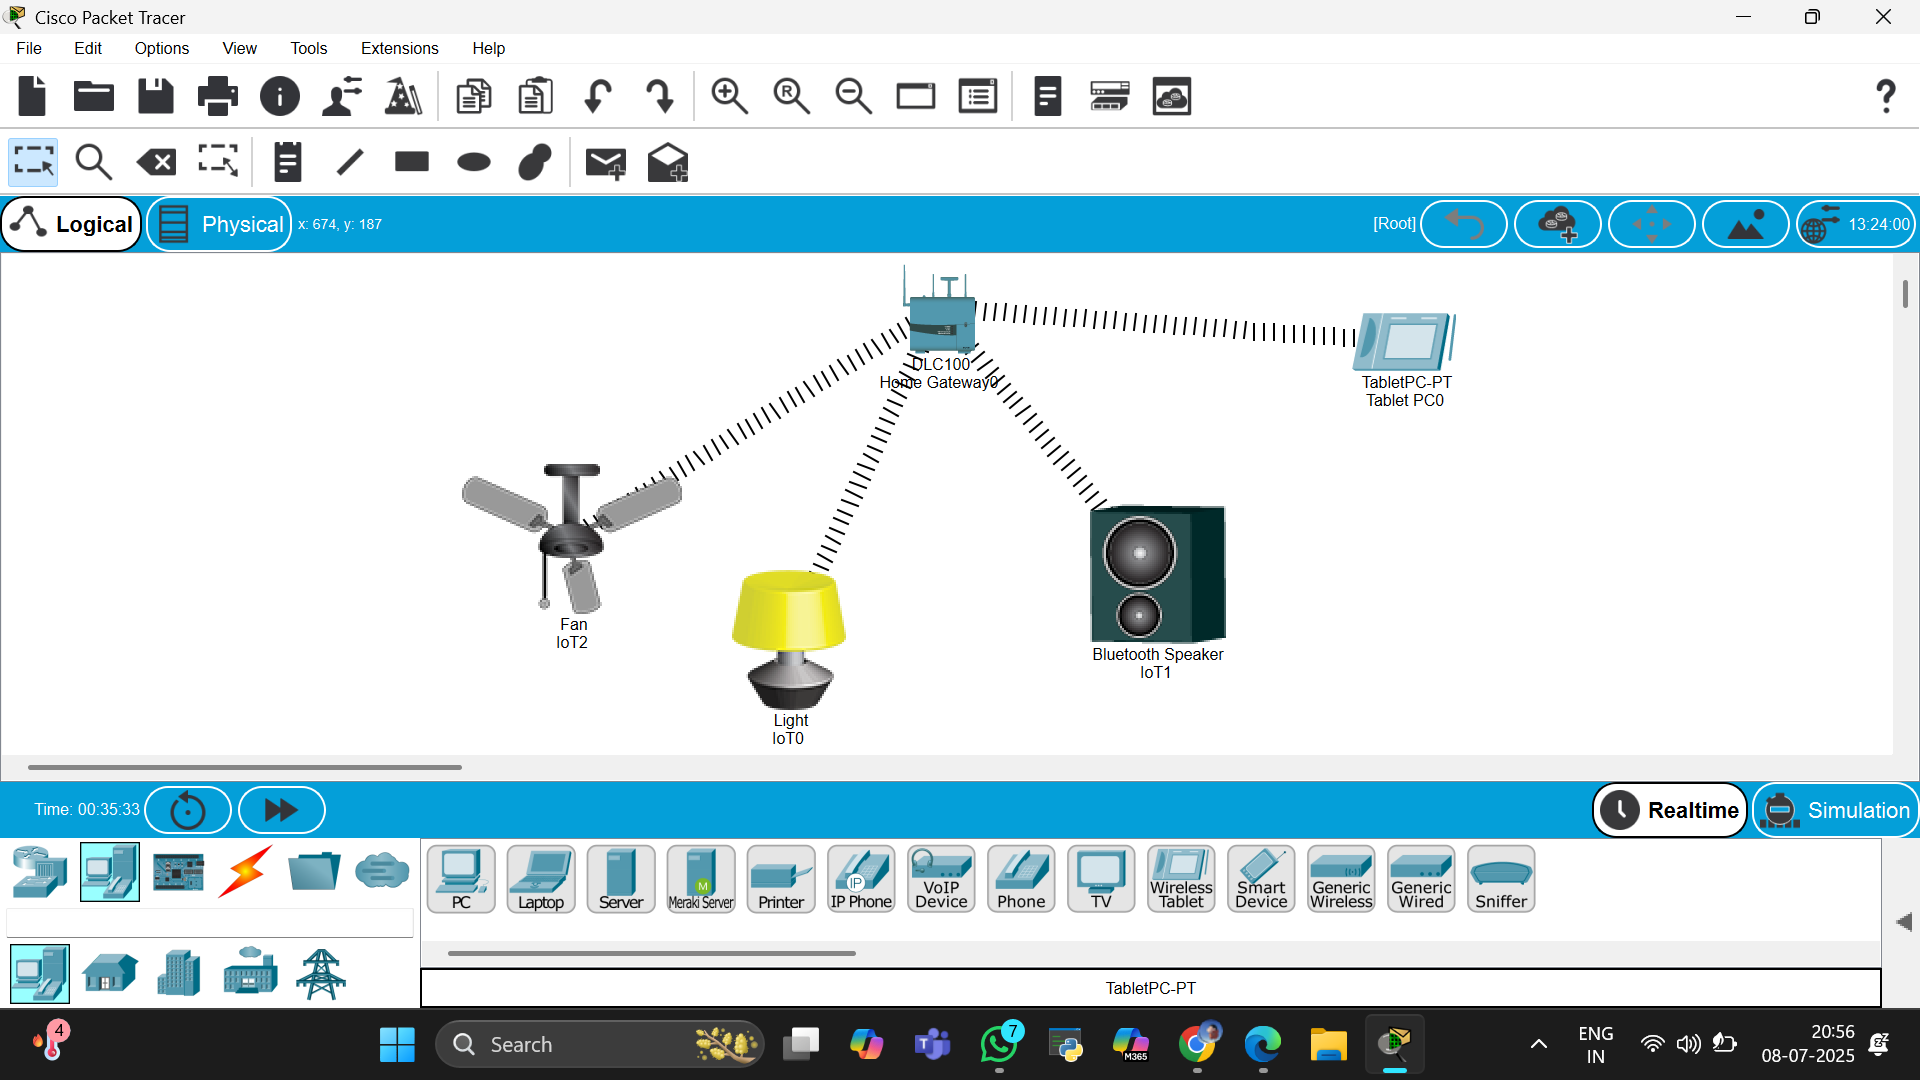 Cisco Packet Tracer
File Edit Options View Tools Extensions Help
Logical Physical x: 674, y: 187 [Root] 13:24:00
DLC100
Home Gateway0
TabletPC-PT
Tablet PC0
Fan
IoT2
Bluetooth Speaker
IoT1
Light
IoT0
Time: 00:35:33 Realtime Simulation
PC Laptop Server Meraki Server Printer IP Phone VoIP Device Phone TV Wireless Tablet Smart Device Generic Wireless Generic Wired Sniffer
TabletPC-PT
4 Search 7 M365 ENG
IN
20:56
08-07-2025